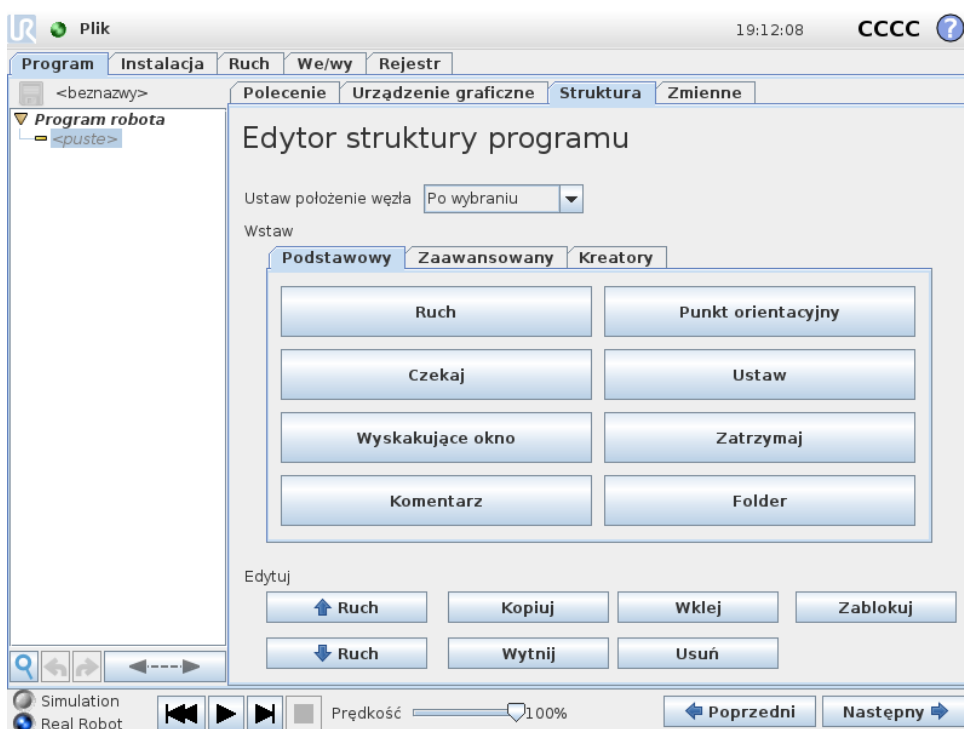 UR Plik 19:12:08 CCCC ?
Program Instalacja Ruch We/wy Rejestr
<beznazwy>
Polecenie Urządzenie graficzne Struktura Zmienne
Program robota
<puste>
Edytor struktury programu
Ustaw położenie węzła Po wybraniu
Wstaw
Podstawowy Zaawansowany Kreatory
Ruch Punkt orientacyjny
Czekaj Ustaw
Wyskakujące okno Zatrzymaj
Komentarz Folder
Edytuj
Ruch Kopiuj Wklej Zablokuj
Ruch Wytnij Usuń
Simulation
Real Robot
Prędkość 100%
Poprzedni Następny